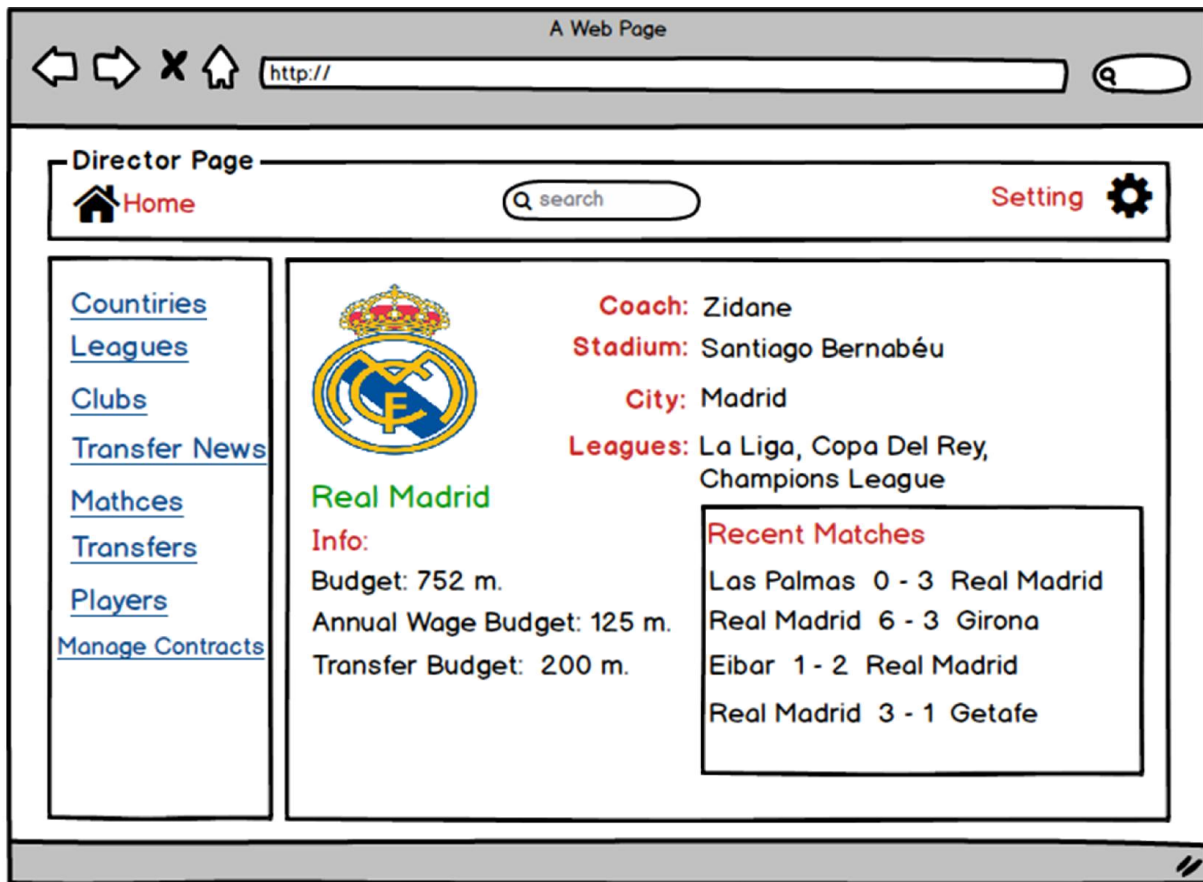 A Web Page
http://
Director Page
Home
search
Setting
Countiries
Leagues
Clubs
Transfer News
Mathces
Transfers
Players
Manage Contracts
Real Madrid
Info:
Budget: 752 m.
Annual Wage Budget: 125 m.
Transfer Budget: 200 m.
Coach: Zidane
Stadium: Santiago Bernabéu
City: Madrid
Leagues: La Liga, Copa Del Rey,
Champions League
Recent Matches
Las Palmas 0 - 3 Real Madrid
Real Madrid 6 - 3 Girona
Eibar 1 - 2 Real Madrid
Real Madrid 3 - 1 Getafe